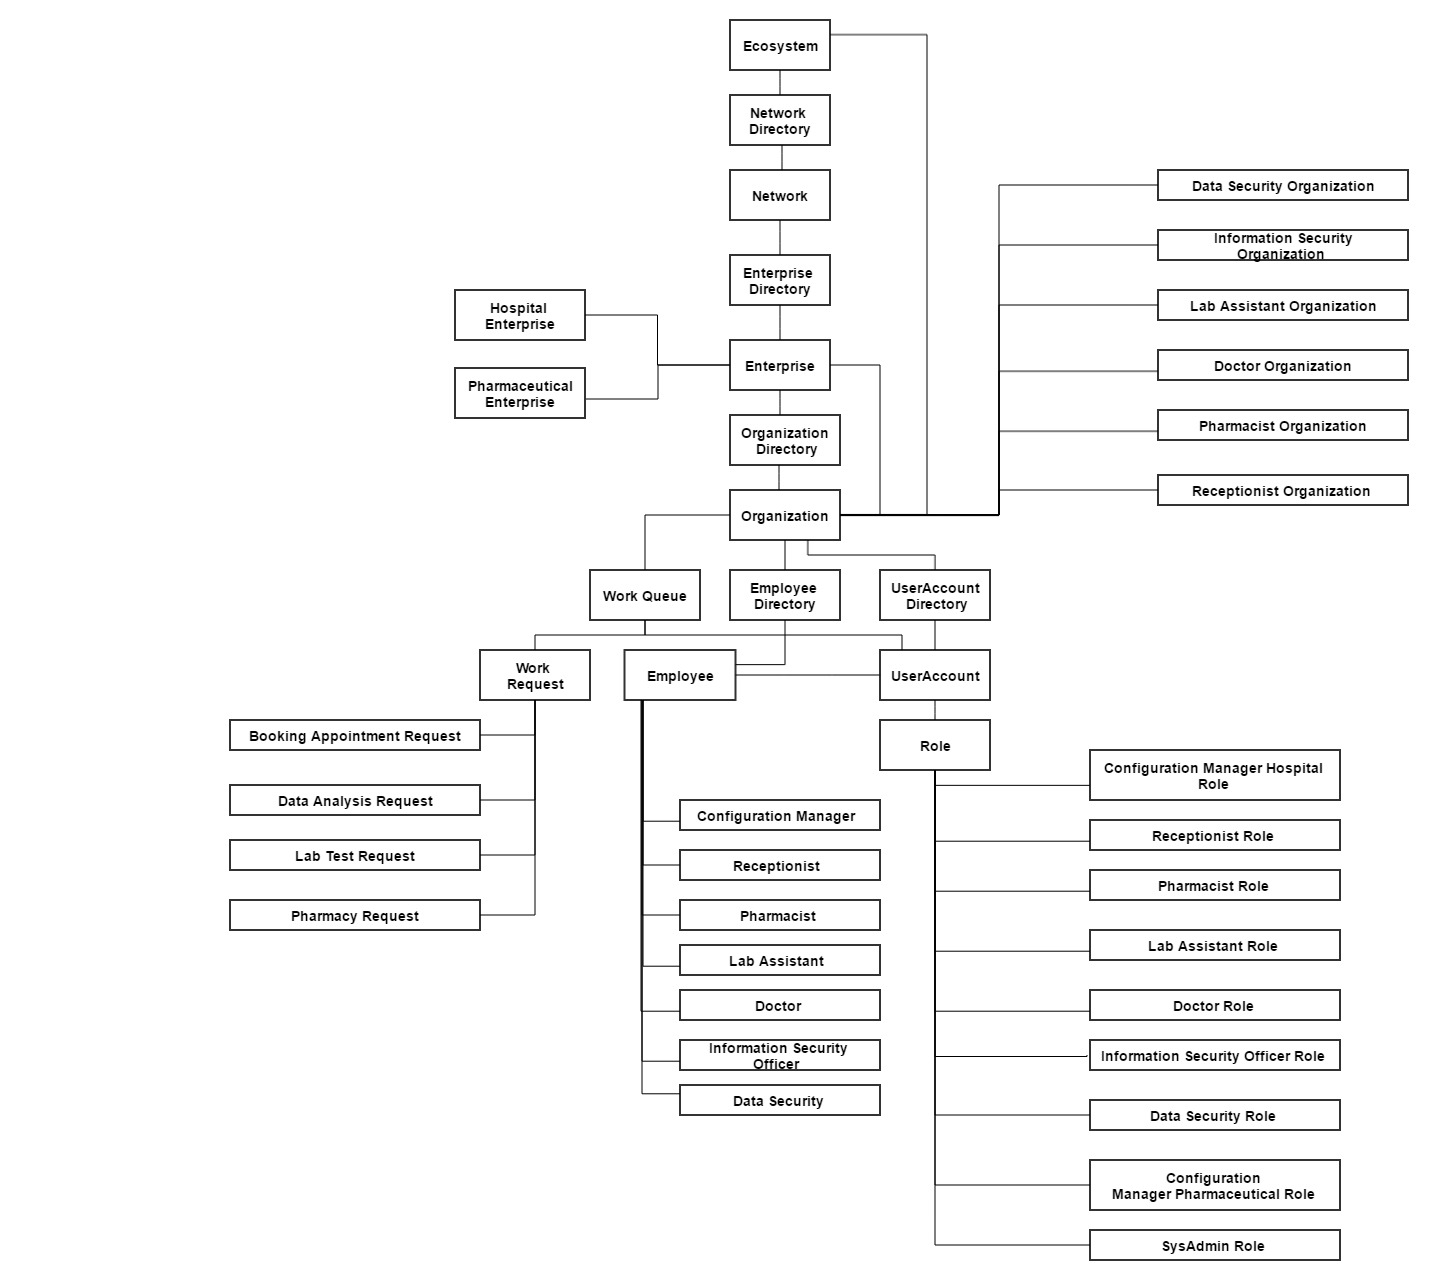 Ecosystem
Network
Directory
Network
Data Security Organization
Information Security
Organization
Enterprise
Directory
Hospital
Enterprise
Lab Assistant Organization
Enterprise
Doctor Organization
Pharmaceutical
Enterprise
Organization
Directory
Pharmacist Organization
Receptionist Organization
Organization
Work Queue
Employee
Directory
UserAccount
Directory
Work
Request
Employee
UserAccount
Booking Appointment Request
Role
Data Analysis Request
Lab Test Request
Pharmacy Request
Configuration Manager
Receptionist
Pharmacist
Lab Assistant
Doctor
Information Security
Officer
Data Security
Configuration Manager Hospital
Role
Receptionist Role
Pharmacist Role
Lab Assistant Role
Doctor Role
Information Security Officer Role
Data Security Role
Configuration
Manager Pharmaceutical Role
SysAdmin Role